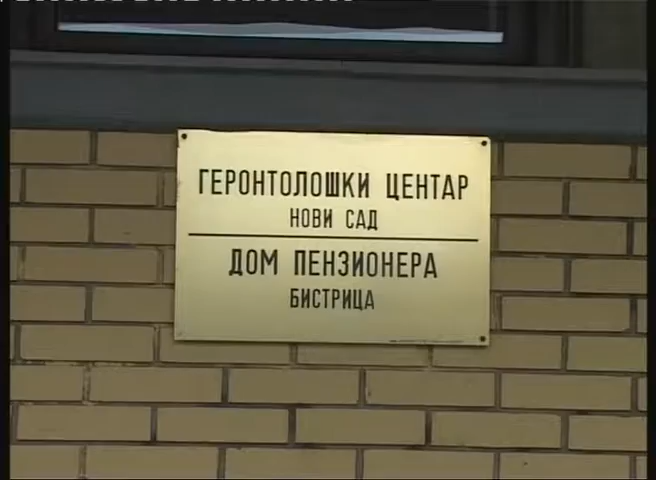 ГЕРОНТОЛОШКИ ЦЕНТАР
НОВИ САД
ДОМ ПЕНЗИОНЕРА
БИСТРИЦА